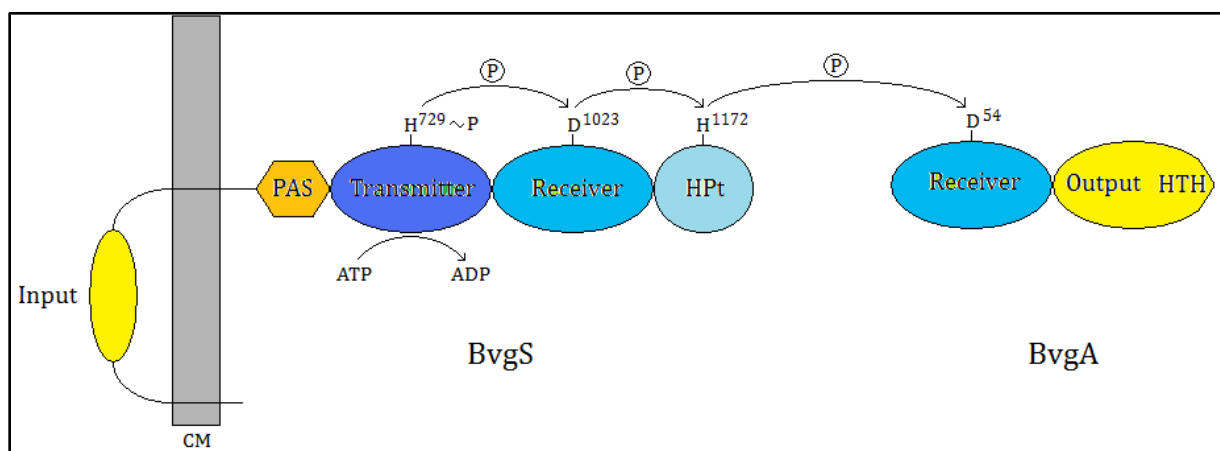 P P P
H729~P D1023 H1172 D54
PAS Transmitter Receiver HPt Receiver Output HTH
ATP ADP
Input
BvgS BvgA
CM